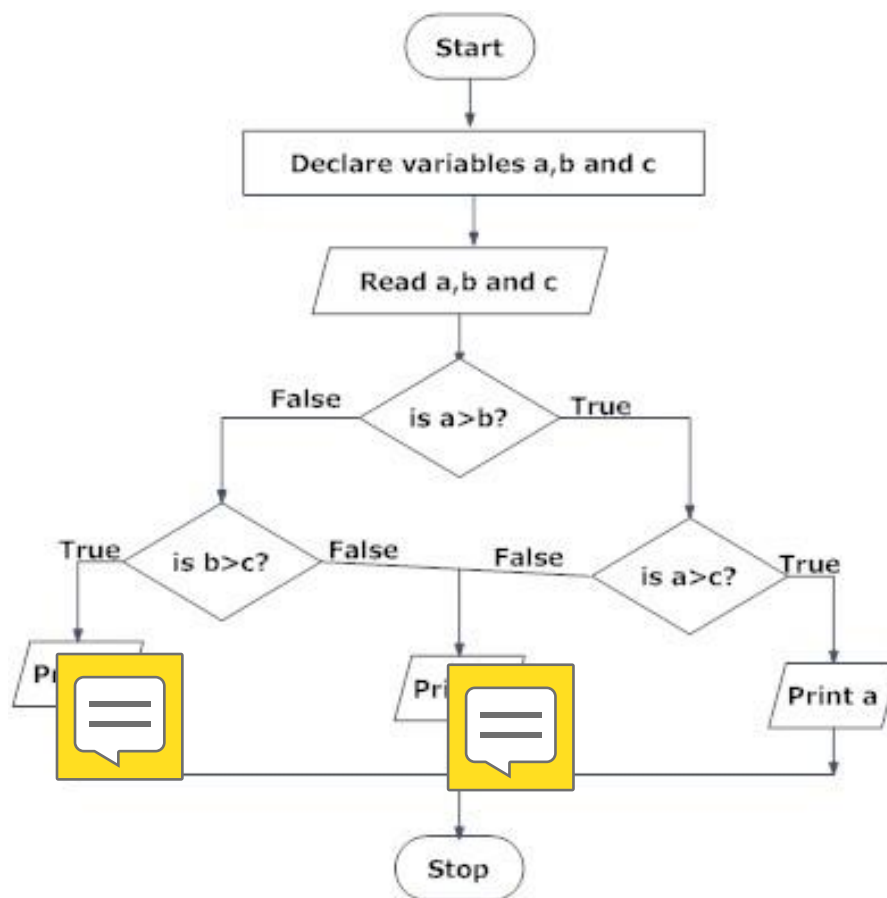 Start
Declare variables a,b and c
Read a,b and c
is a>b?
False
True
is b>c?
True
False
is a>c?
False
True
Print a
Stop